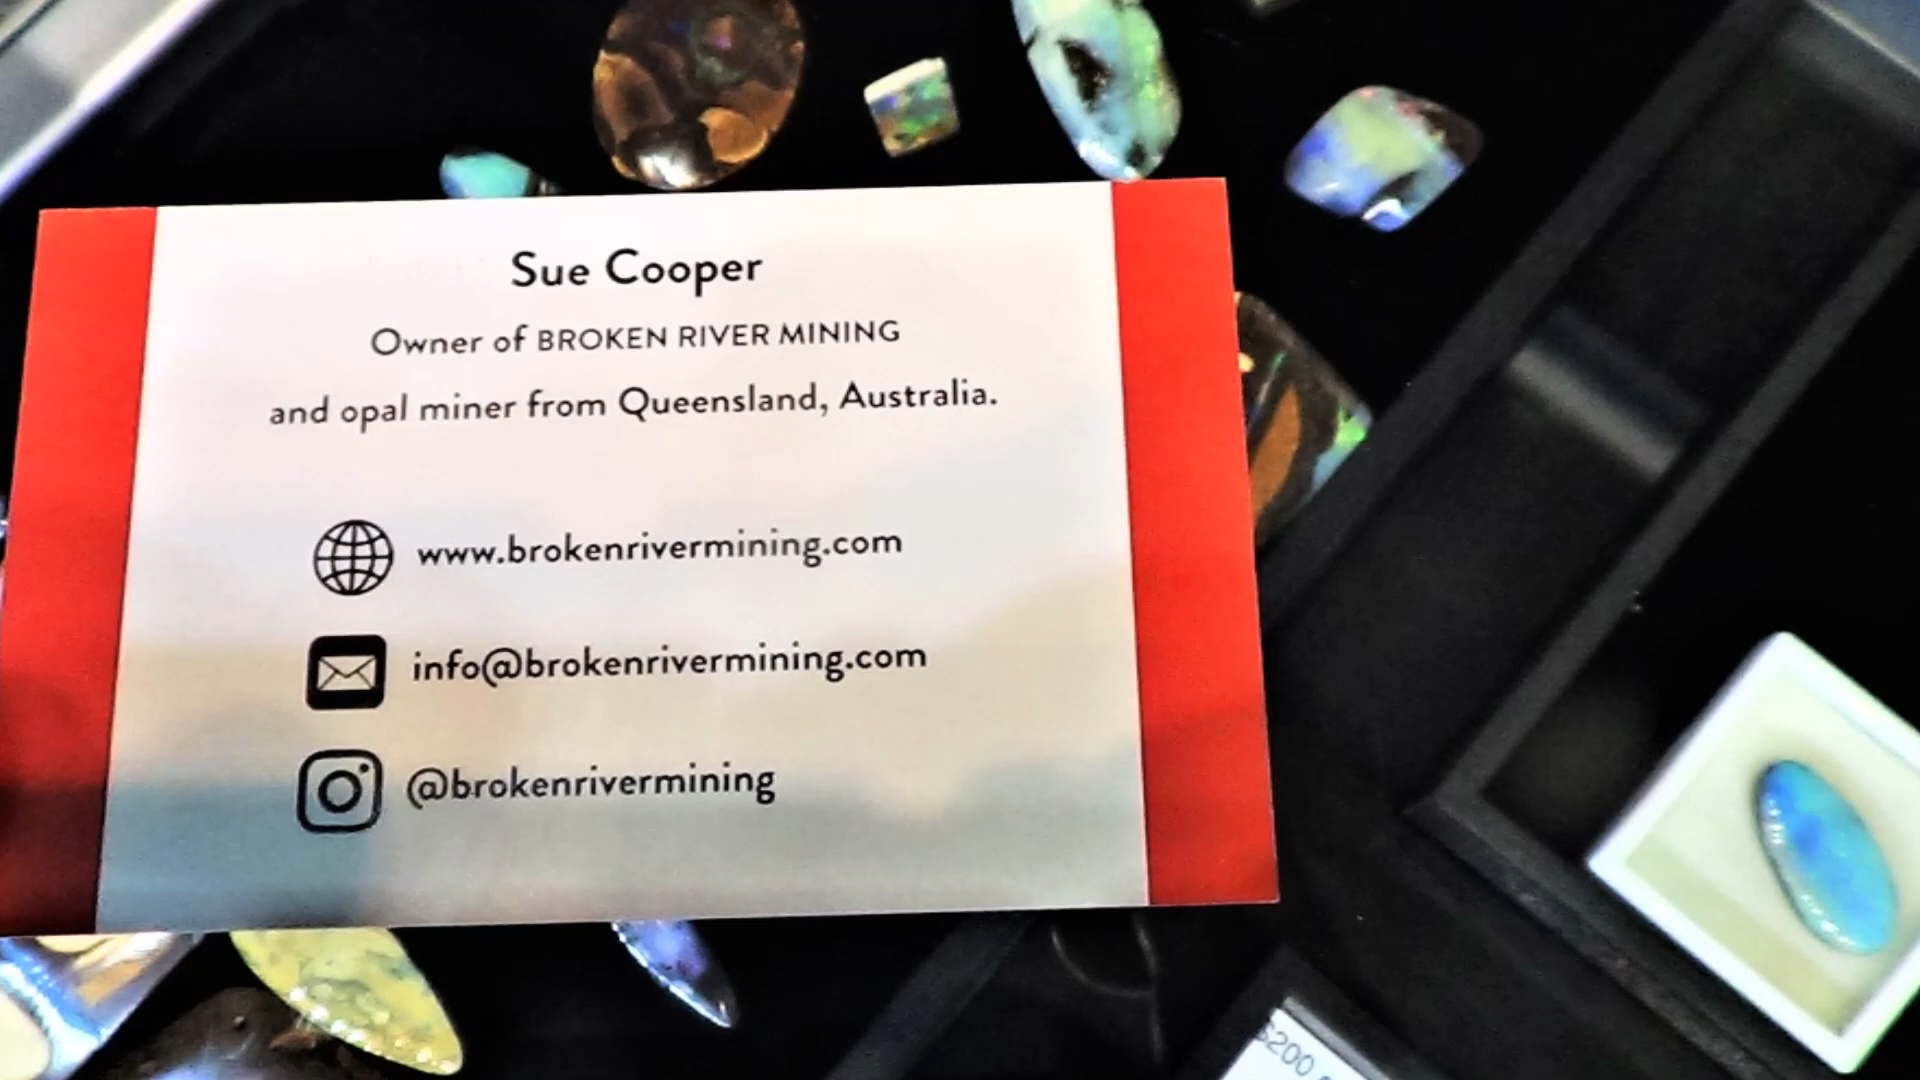 Sue Cooper
Owner of BROKEN RIVER MINING
and opal miner from Queensland, Australia.
www.brokenrivermining.com
info@brokenrivermining.com
@brokenrivermining
$200